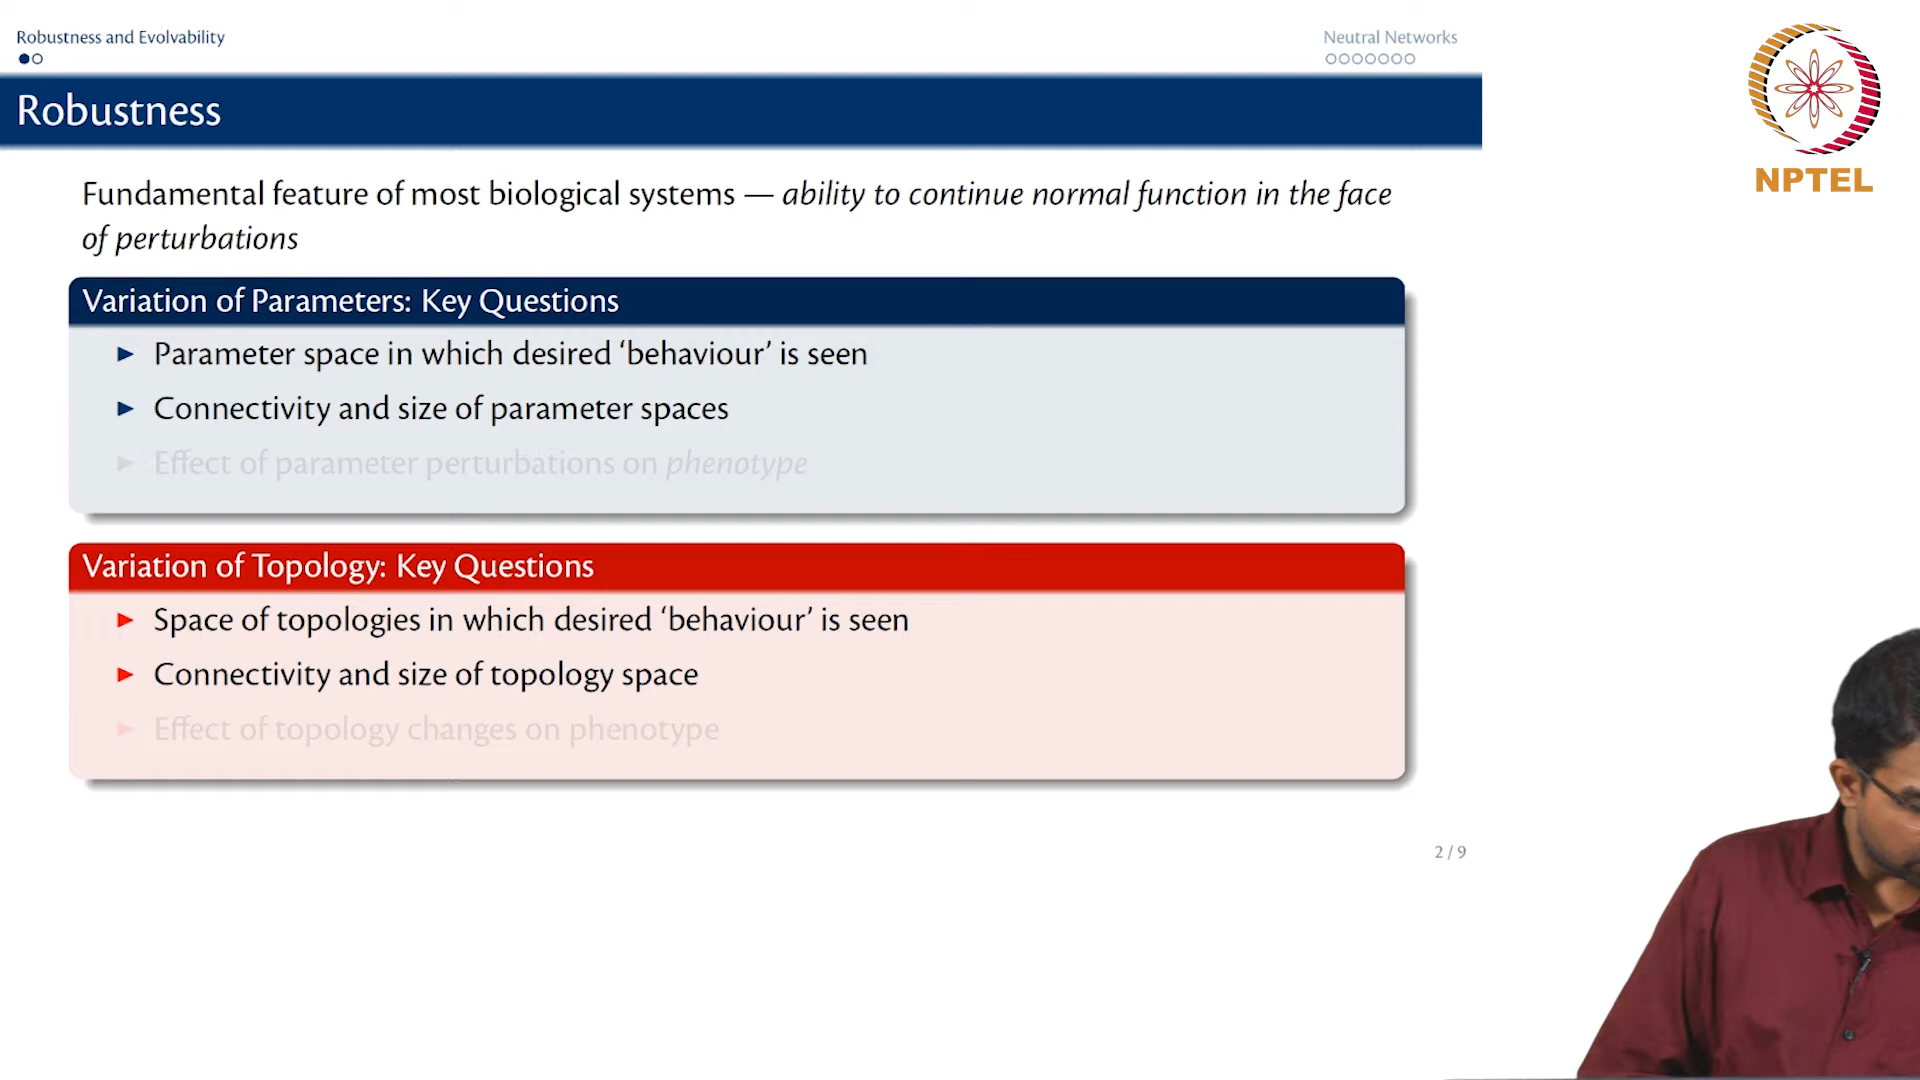 Robustness and Evolvability
Neutral Networks
Robustness
Fundamental feature of most biological systems — ability to continue normal function in the face
of perturbations
Variation of Parameters: Key Questions
► Parameter space in which desired ‘behaviour’ is seen
► Connectivity and size of parameter spaces
► Effect of parameter perturbations on phenotype
Variation of Topology: Key Questions
► Space of topologies in which desired ‘behaviour’ is seen
► Connectivity and size of topology space
► Effect of topology changes on phenotype
2 / 9
NPTEL